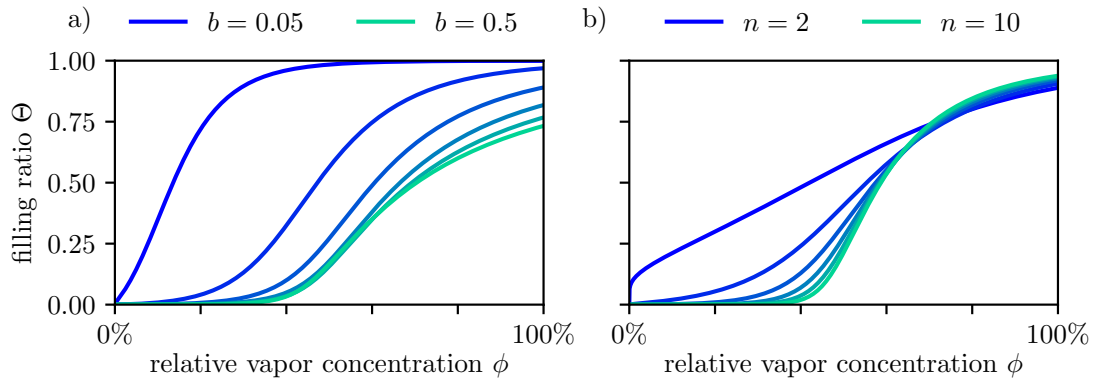 a) b = 0.05 b = 0.5
b) n = 2 n = 10
filling ratio Θ
1.00
0.75
0.50
0.25
0.00
0% 100%
relative vapor concentration ϕ
0% 100%
relative vapor concentration ϕ